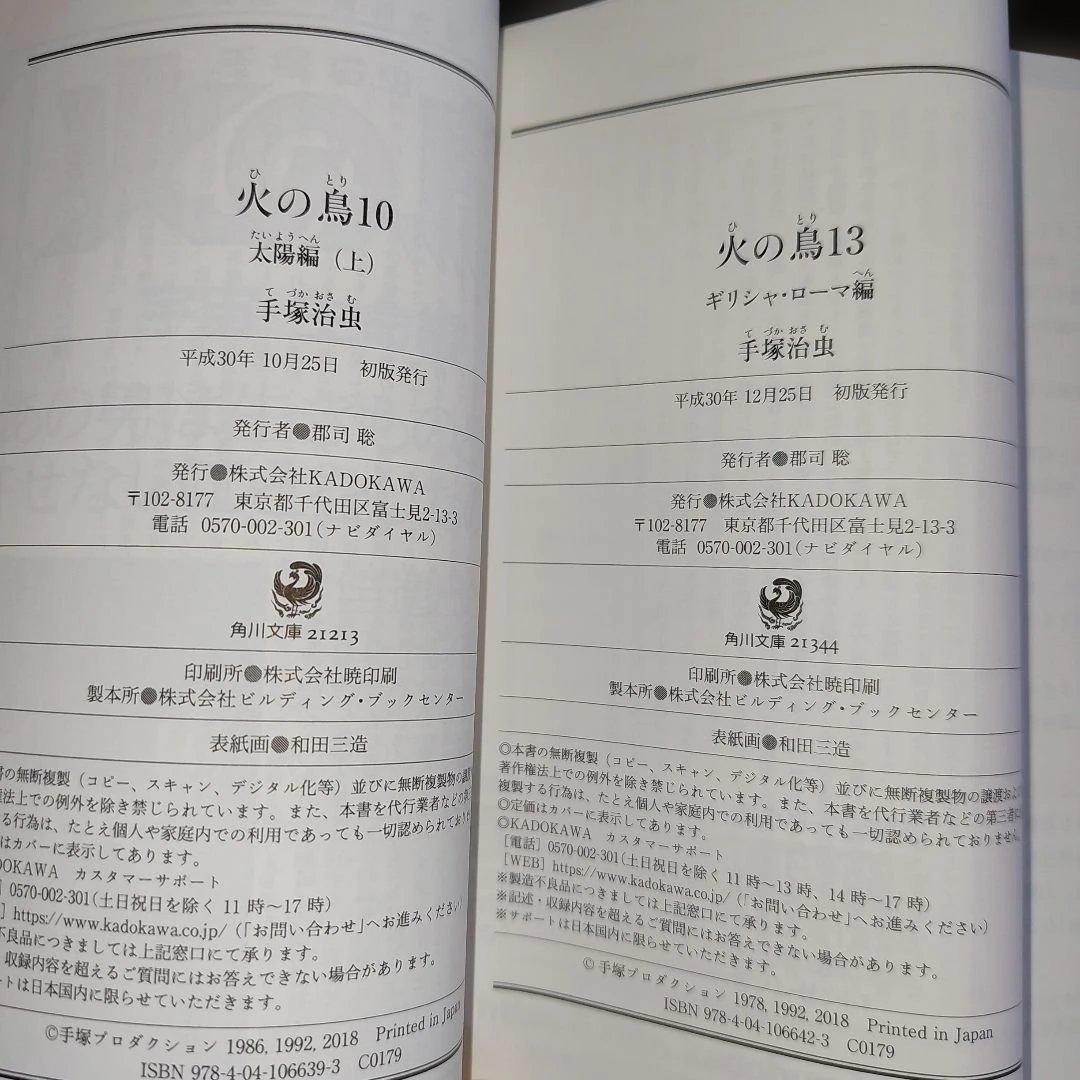 火の鳥10
太陽編（上）
手塚治虫
平成30年 10月25日　初版発行
発行者●郡司 聡
発行●株式会社KADOKAWA
〒102-8177　東京都千代田区富士見2-13-3
電話 0570-002-301（ナビダイヤル）
角川文庫 21213
印刷所●株式会社暁印刷
製本所●株式会社ビルディング・ブックセンター
表紙画●和田三造
書の無断複製（コピー、スキャン、デジタル化等）並びに無断複製物の譲渡
権法上での例外を除き禁じられています。また、本書を代行業者などの第
する行為は、たとえ個人や家庭内での利用であっても一切認められておりませ
はカバーに表示してあります。
DOKAWA　カスタマーサポート
］0570-002-301（土日祝日を除く 11 時〜17 時）
］https://www.kadokawa.co.jp/（「お問い合わせ」へお進みください）
不良品につきましては上記窓口にて承ります。
・収録内容を超えるご質問にはお答えできない場合があります。
ートは日本国内に限らせていただきます。
©手塚プロダクション 1986, 1992, 2018　Printed in Japan
ISBN 978-4-04-106639-3　C0179
火の鳥13
ギリシャ・ローマ編
手塚治虫
平成30年 12月25日　初版発行
発行者●郡司 聡
発行●株式会社KADOKAWA
〒102-8177　東京都千代田区富士見2-13-3
電話 0570-002-301（ナビダイヤル）
角川文庫 21344
印刷所●株式会社暁印刷
製本所●株式会社ビルディング・ブックセンター
表紙画●和田三造
◎本書の無断複製（コピー、スキャン、デジタル化等）並びに無断複製物の譲渡およ
著作権法上での例外を除き禁じられています。また、本書を代行業者などの第三者に
複製する行為は、たとえ個人や家庭内での利用であっても一切認められておりません。
◎定価はカバーに表示してあります。
◎KADOKAWA　カスタマーサポート
［電話］0570-002-301（土日祝日を除く 11 時〜13 時、14 時〜17 時）
［WEB］https://www.kadokawa.co.jp/（「お問い合わせ」へお進みください）
※製造不良品につきましては上記窓口にて承ります。
※記述・収録内容を超えるご質問にはお答えできない場合があります。
※サポートは日本国内に限らせていただきます。
© 手塚プロダクション 1978, 1992, 2018　Printed in Japan
ISBN 978-4-04-106642-3　C0179